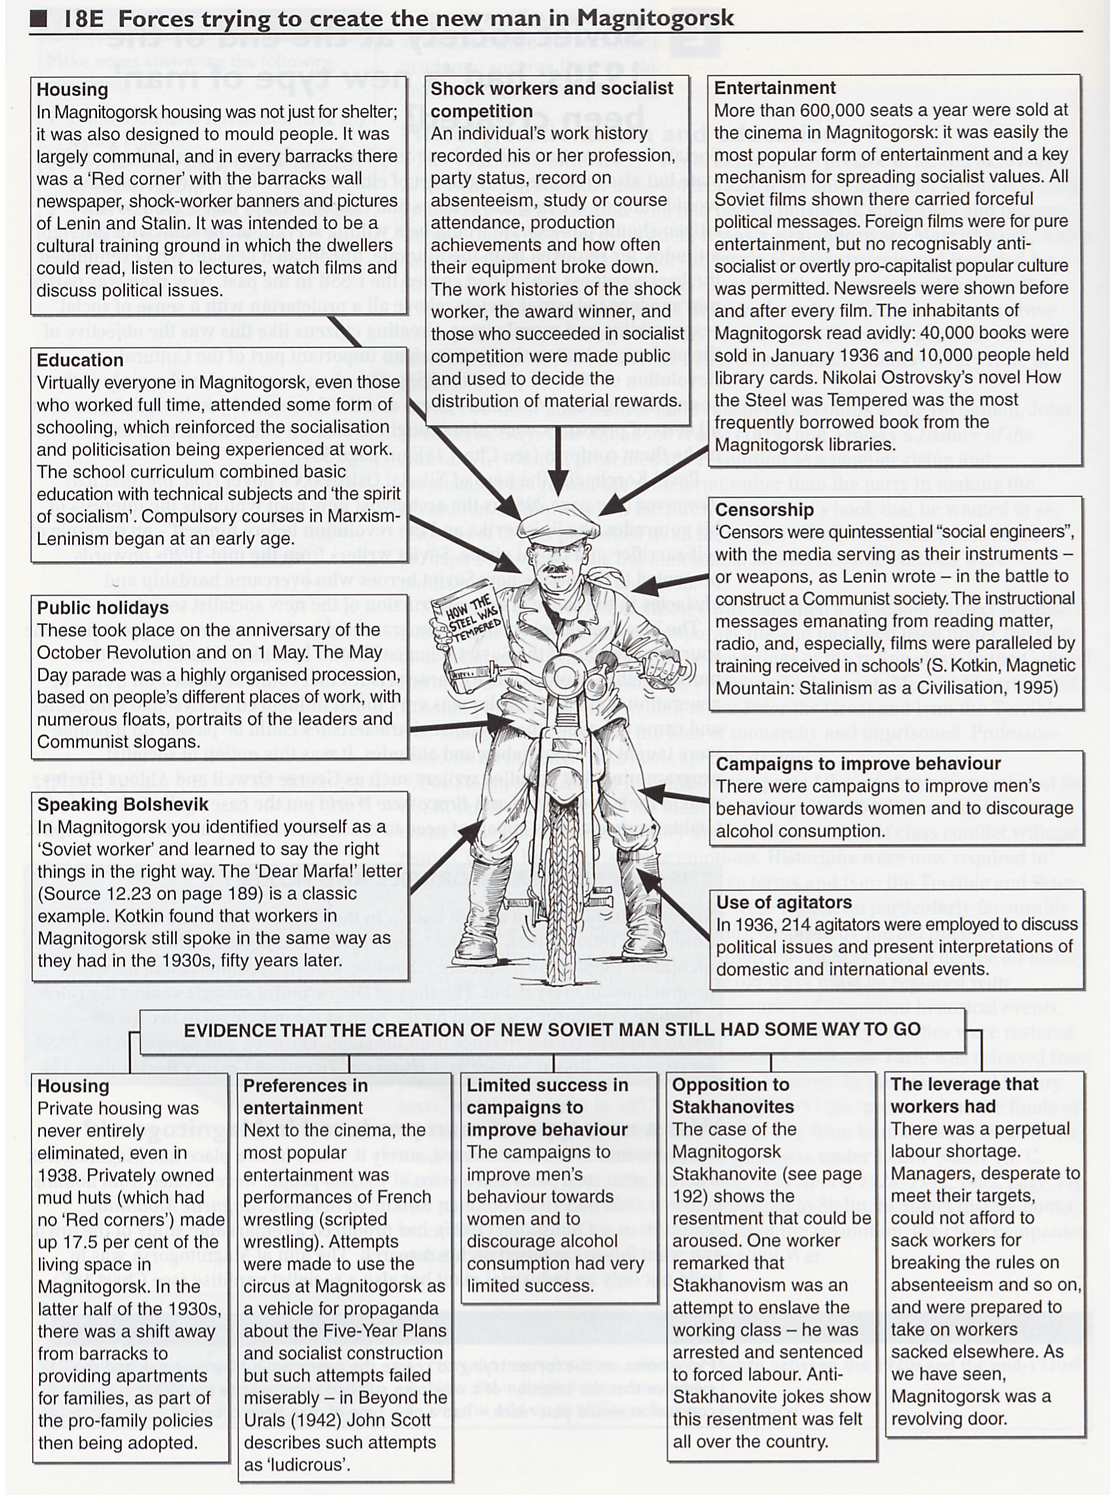 ■ 18E Forces trying to create the new man in Magnitogorsk
Housing
In Magnitogorsk housing was not just for shelter;
it was also designed to mould people. It was
largely communal, and in every barracks there
was a ‘Red corner’ with the barracks wall
newspaper, shock-worker banners and pictures
of Lenin and Stalin. It was intended to be a
cultural training ground in which the dwellers
could read, listen to lectures, watch films and
discuss political issues.
Education
Virtually everyone in Magnitogorsk, even those
who worked full time, attended some form of
schooling, which reinforced the socialisation
and politicisation being experienced at work.
The school curriculum combined basic
education with technical subjects and ‘the spirit
of socialism’. Compulsory courses in Marxism-
Leninism began at an early age.
Public holidays
These took place on the anniversary of the
October Revolution and on 1 May. The May
Day parade was a highly organised procession,
based on people’s different places of work, with
numerous floats, portraits of the leaders and
Communist slogans.
Speaking Bolshevik
In Magnitogorsk you identified yourself as a
‘Soviet worker’ and learned to say the right
things in the right way. The ‘Dear Marfa!’ letter
(Source 12.23 on page 189) is a classic
example. Kotkin found that workers in
Magnitogorsk still spoke in the same way as
they had in the 1930s, fifty years later.
Shock workers and socialist
competition
An individual’s work history
recorded his or her profession,
party status, record on
absenteeism, study or course
attendance, production
achievements and how often
their equipment broke down.
The work histories of the shock
worker, the award winner, and
those who succeeded in socialist
competition were made public
and used to decide the
distribution of material rewards.
HOW THE
STEEL WAS
TEMPERED
Entertainment
More than 600,000 seats a year were sold at
the cinema in Magnitogorsk: it was easily the
most popular form of entertainment and a key
mechanism for spreading socialist values. All
Soviet films shown there carried forceful
political messages. Foreign films were for pure
entertainment, but no recognisably anti-
socialist or overtly pro-capitalist popular culture
was permitted. Newsreels were shown before
and after every film. The inhabitants of
Magnitogorsk read avidly: 40,000 books were
sold in January 1936 and 10,000 people held
library cards. Nikolai Ostrovsky’s novel How
the Steel was Tempered was the most
frequently borrowed book from the
Magnitogorsk libraries.
Censorship
‘Censors were quintessential “social engineers”,
with the media serving as their instruments –
or weapons, as Lenin wrote – in the battle to
construct a Communist society. The instructional
messages emanating from reading matter,
radio, and, especially, films were paralleled by
training received in schools’ (S. Kotkin, Magnetic
Mountain: Stalinism as a Civilisation, 1995)
Campaigns to improve behaviour
There were campaigns to improve men’s
behaviour towards women and to discourage
alcohol consumption.
Use of agitators
In 1936, 214 agitators were employed to discuss
political issues and present interpretations of
domestic and international events.
EVIDENCE THAT THE CREATION OF NEW SOVIET MAN STILL HAD SOME WAY TO GO
Housing
Private housing was
never entirely
eliminated, even in
1938. Privately owned
mud huts (which had
no ‘Red corners’) made
up 17.5 per cent of the
living space in
Magnitogorsk. In the
latter half of the 1930s,
there was a shift away
from barracks to
providing apartments
for families, as part of
the pro-family policies
then being adopted.
Preferences in
entertainment
Next to the cinema, the
most popular
entertainment was
performances of French
wrestling (scripted
wrestling). Attempts
were made to use the
circus at Magnitogorsk as
a vehicle for propaganda
about the Five-Year Plans
and socialist construction
but such attempts failed
miserably – in Beyond the
Urals (1942) John Scott
describes such attempts
as ‘ludicrous’.
Limited success in
campaigns to
improve behaviour
The campaigns to
improve men’s
behaviour towards
women and to
discourage alcohol
consumption had very
limited success.
Opposition to
Stakhanovites
The case of the
Magnitogorsk
Stakhanovite (see page
192) shows the
resentment that could be
aroused. One worker
remarked that
Stakhanovism was an
attempt to enslave the
working class – he was
arrested and sentenced
to forced labour. Anti-
Stakhanovite jokes show
this resentment was felt
all over the country.
The leverage that
workers had
There was a perpetual
labour shortage.
Managers, desperate to
meet their targets,
could not afford to
sack workers for
breaking the rules on
absenteeism and so on,
and were prepared to
take on workers
sacked elsewhere. As
we have seen,
Magnitogorsk was a
revolving door.